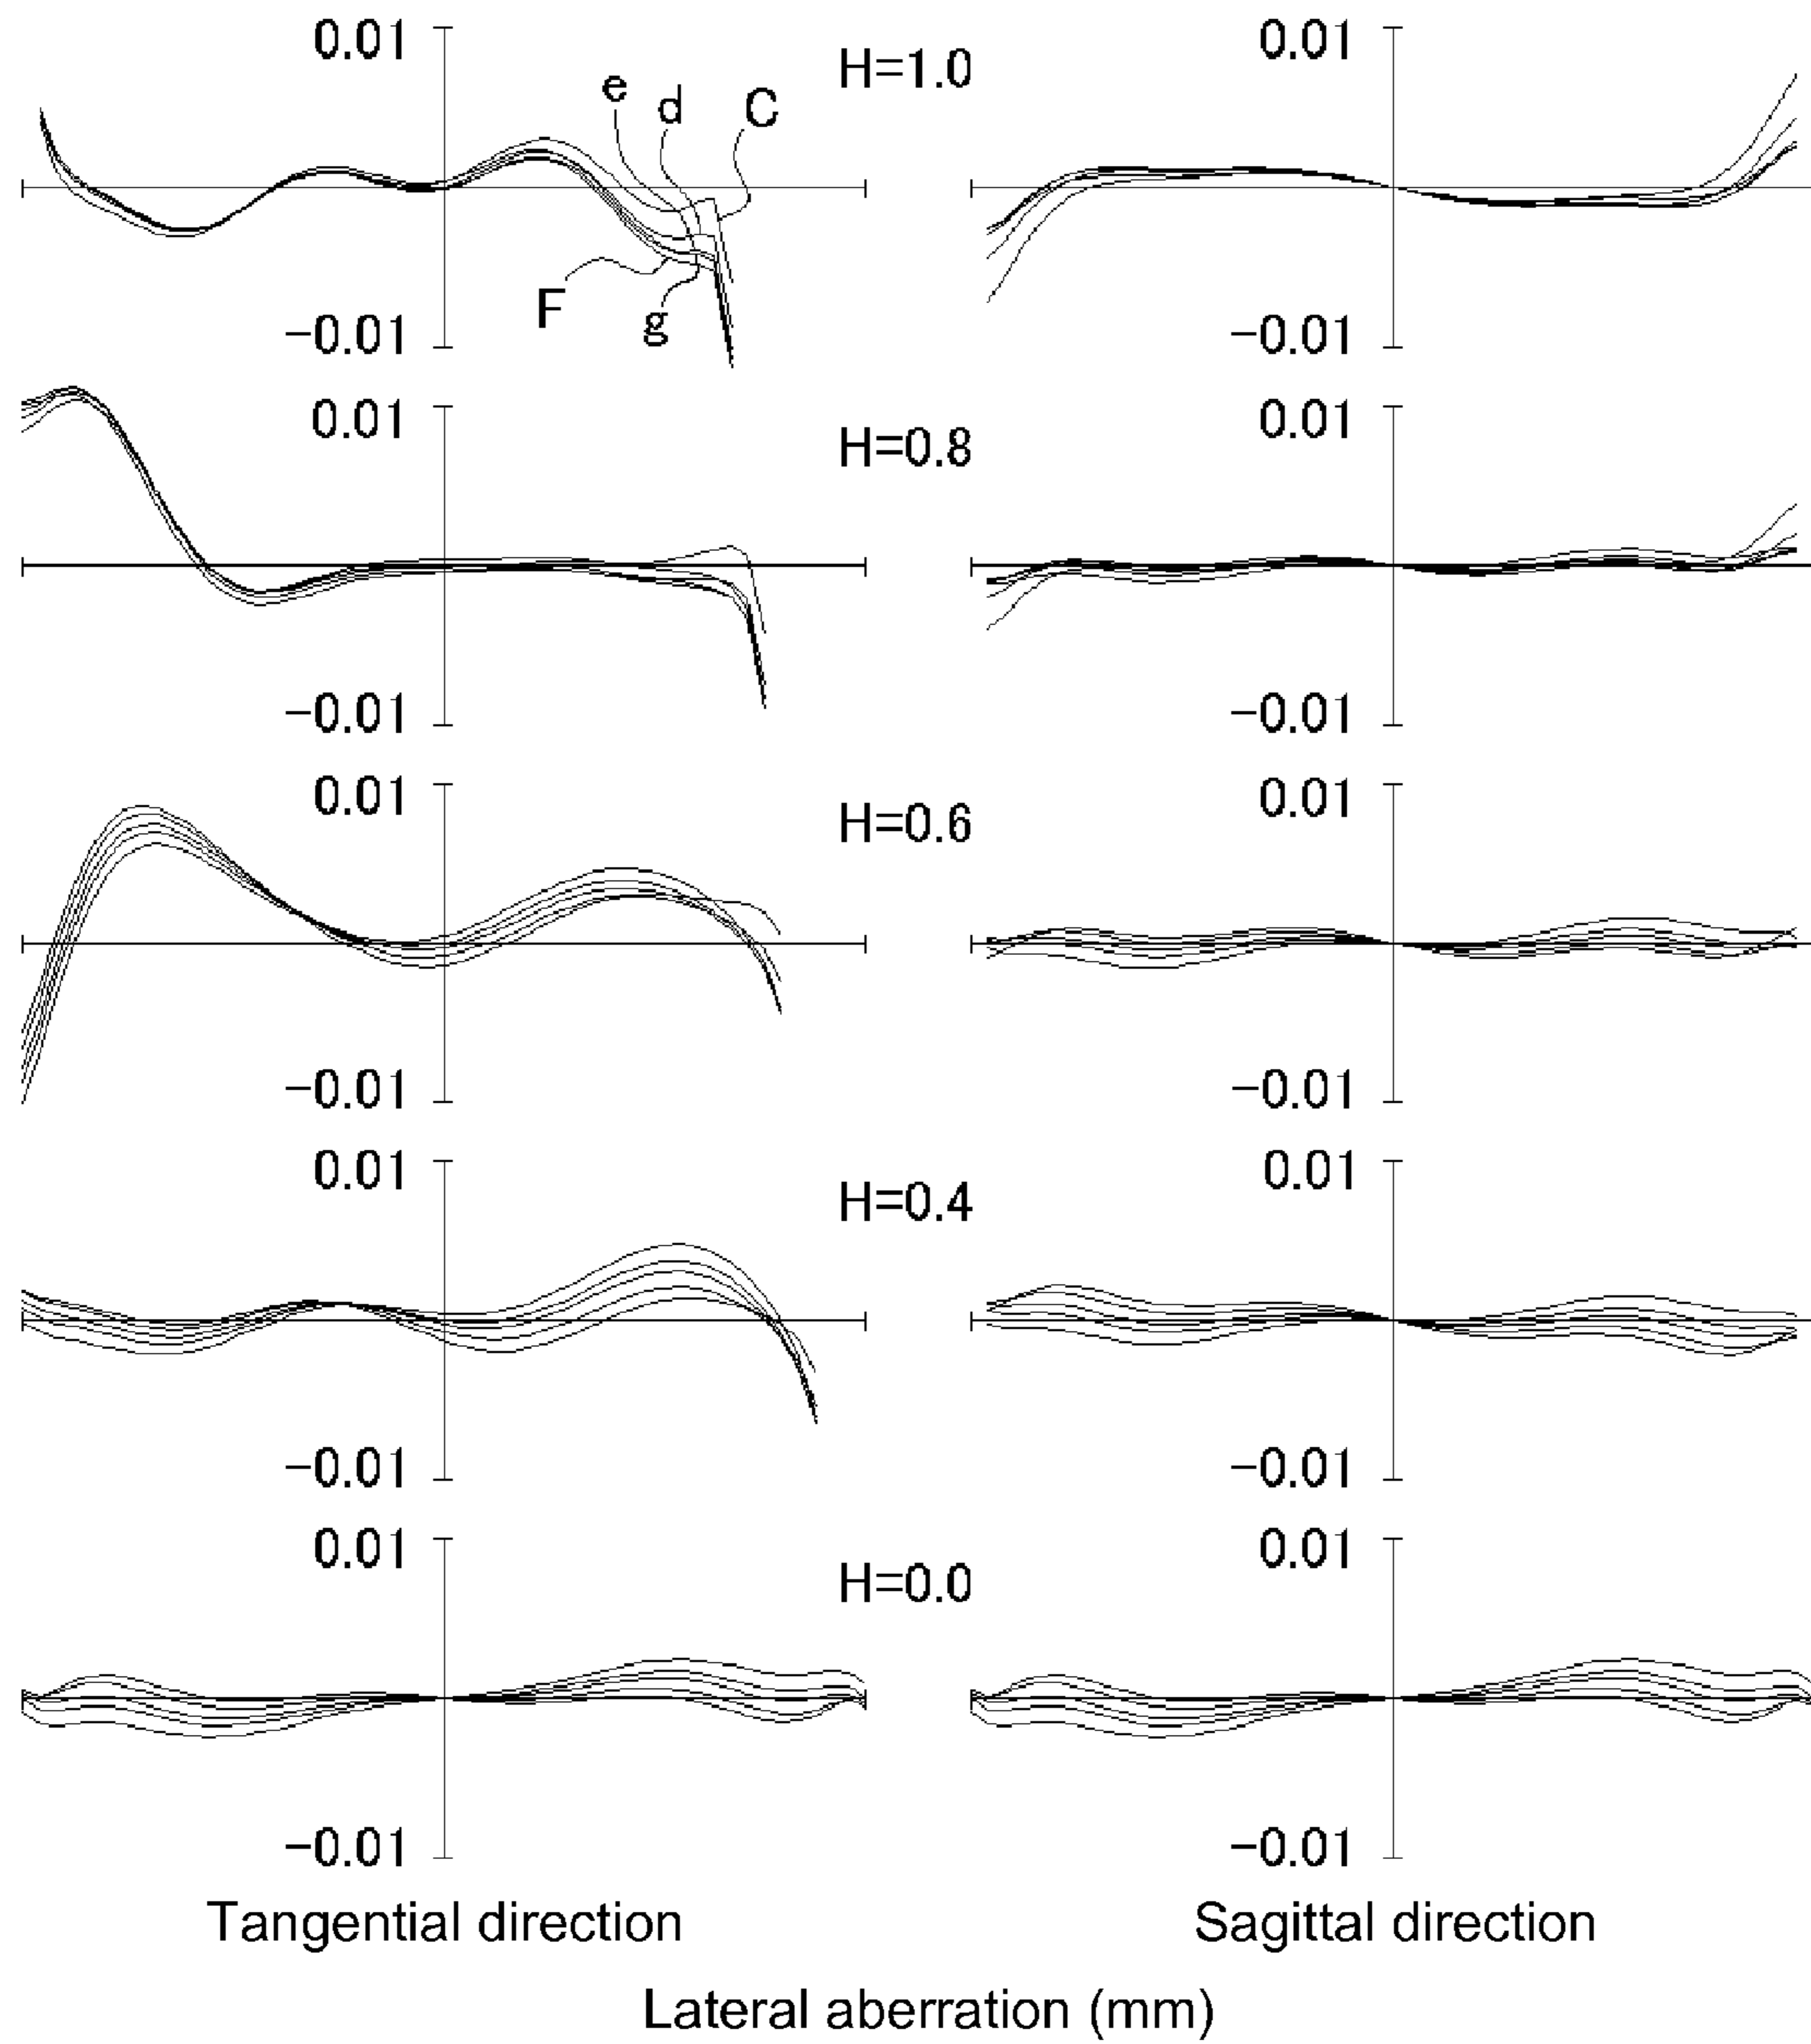 0.01 H=1.0 0.01
e d C
F g
−0.01 −0.01
0.01 H=0.8 0.01
−0.01 −0.01
0.01 H=0.6 0.01
−0.01 −0.01
0.01 H=0.4 0.01
−0.01 −0.01
0.01 H=0.0 0.01
−0.01 −0.01
Tangential direction Sagittal direction
Lateral aberration (mm)